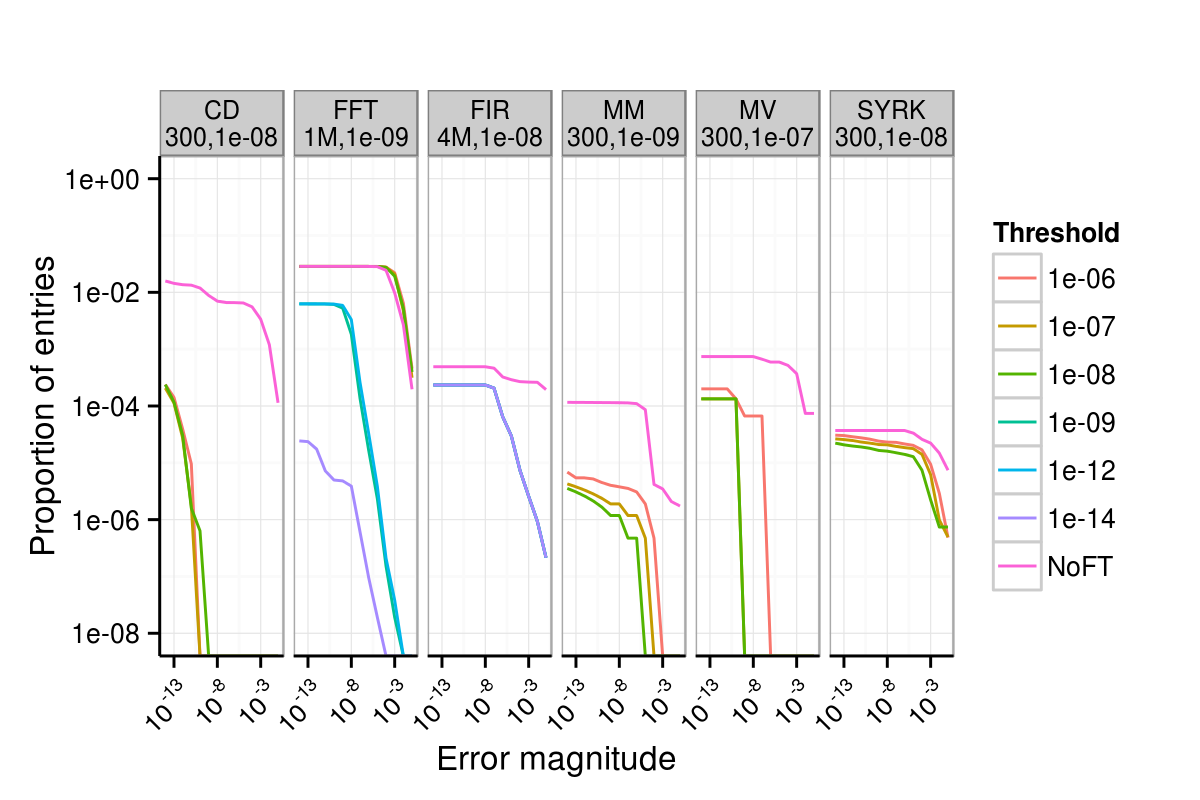 CD
300,1e-08
FFT
1M,1e-09
FIR
4M,1e-08
MM
300,1e-09
MV
300,1e-07
SYRK
300,1e-08
1e+00
1e-02
1e-04
1e-06
1e-08
Proportion of entries
10^-13 10^-8 10^-3
10^-13 10^-8 10^-3
10^-13 10^-8 10^-3
10^-13 10^-8 10^-3
10^-13 10^-8 10^-3
10^-13 10^-8 10^-3
Error magnitude
Threshold
1e-06
1e-07
1e-08
1e-09
1e-12
1e-14
NoFT